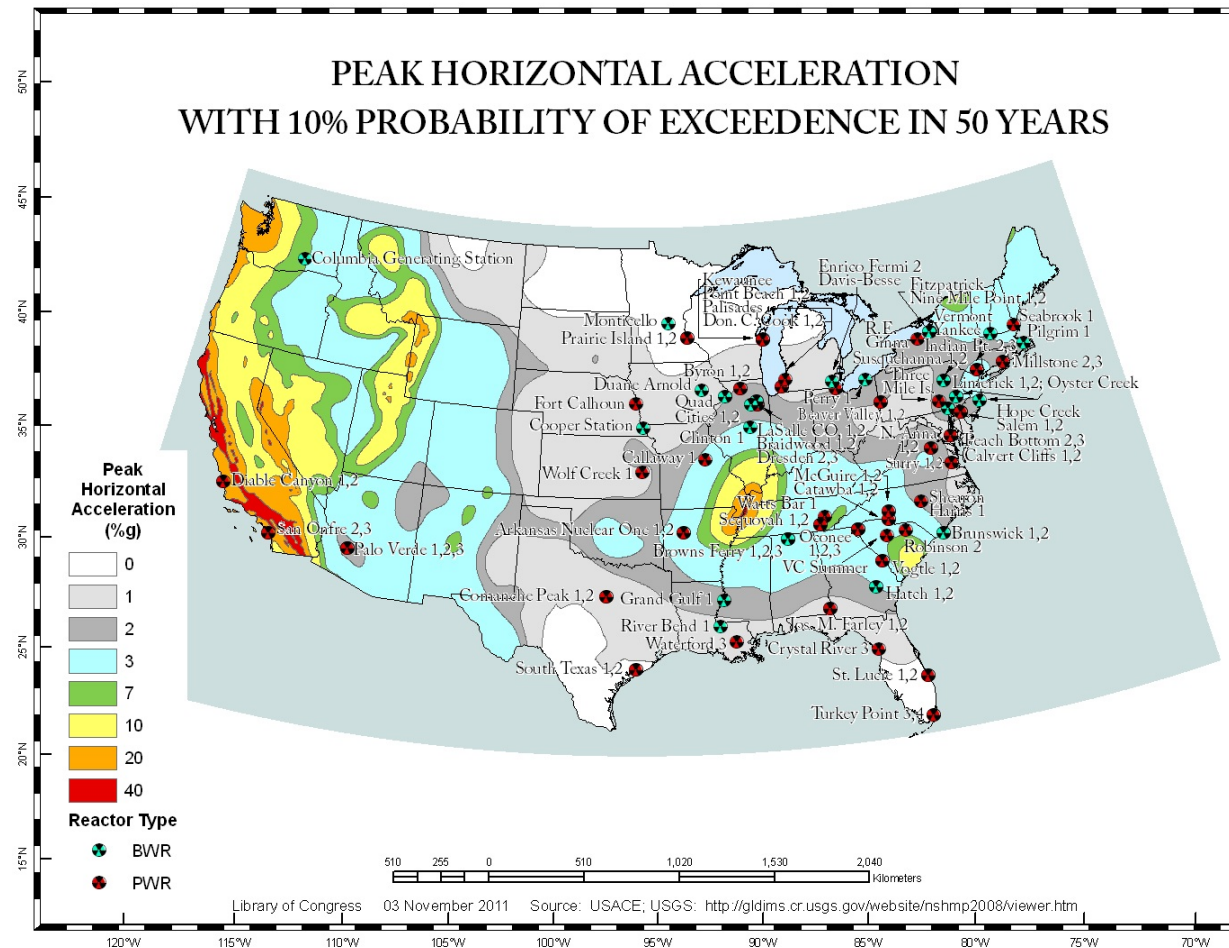 PEAK HORIZONTAL ACCELERATION
WITH 10% PROBABILITY OF EXCEEDENCE IN 50 YEARS
50°N
45°N
40°N
35°N
30°N
25°N
20°N
15°N
Columbia Generating Station
Monticello
Prairie Island 1,2
Kewaunee
Point Beach 1,2
Palisades
Don. C. Cook 1,2
Enrico Fermi 2
Davis-Besse
Fitzpatrick
Nine Mile Point 1,2
Vermont
Yankee
Seabrook 1
Pilgrim 1
R.E.
Ginna
Indian Pt. 2,3
Millstone 2,3
Susquehanna 1,2
Three
Mile Is.
Limerick 1,2; Oyster Creek
Byron 1,2
Duane Arnold
Fort Calhoun
Quad
Cities 1,2
Perry 1
Beaver Valley 1,2
Hope Creek
Salem 1,2
Cooper Station
Clinton 1
LaSalle CO, 1,2
Braidwood 1,2
Dresden 2,3
N. Anna
1,2
Peach Bottom 2,3
Calvert Cliffs 1,2
Surry 1,2
Callaway 1
Wolf Creek 1
McGuire 1,2
Catawba 1,2
Watts Bar 1
Sequoyah 1,2
Shearon
Harris 1
Diable Canyon 1,2
San Onfre 2,3
Palo Verde 1,2,3
Arkansas Nuclear One 1,2
Browns Ferry 1,2,3
Oconee
1,2,3
Brunswick 1,2
Robinson 2
VC Summer
Vogtle 1,2
Hatch 1,2
Comanche Peak 1,2
Grand Gulf 1
River Bend 1
Jos. M. Farley 1,2
Waterford 3
Crystal River 3
South Texas 1,2
St. Lucie 1,2
Turkey Point 3,4
Peak
Horizontal
Acceleration
(%g)
0
1
2
3
7
10
20
40
Reactor Type
BWR
PWR
510 255 0 510 1,020 1,530 2,040
Kilometers
Library of Congress 03 November 2011 Source: USACE; USGS: http://gldims.cr.usgs.gov/website/nshmp2008/viewer.htm
120°W 115°W 110°W 105°W 100°W 95°W 90°W 85°W 80°W 75°W 70°W